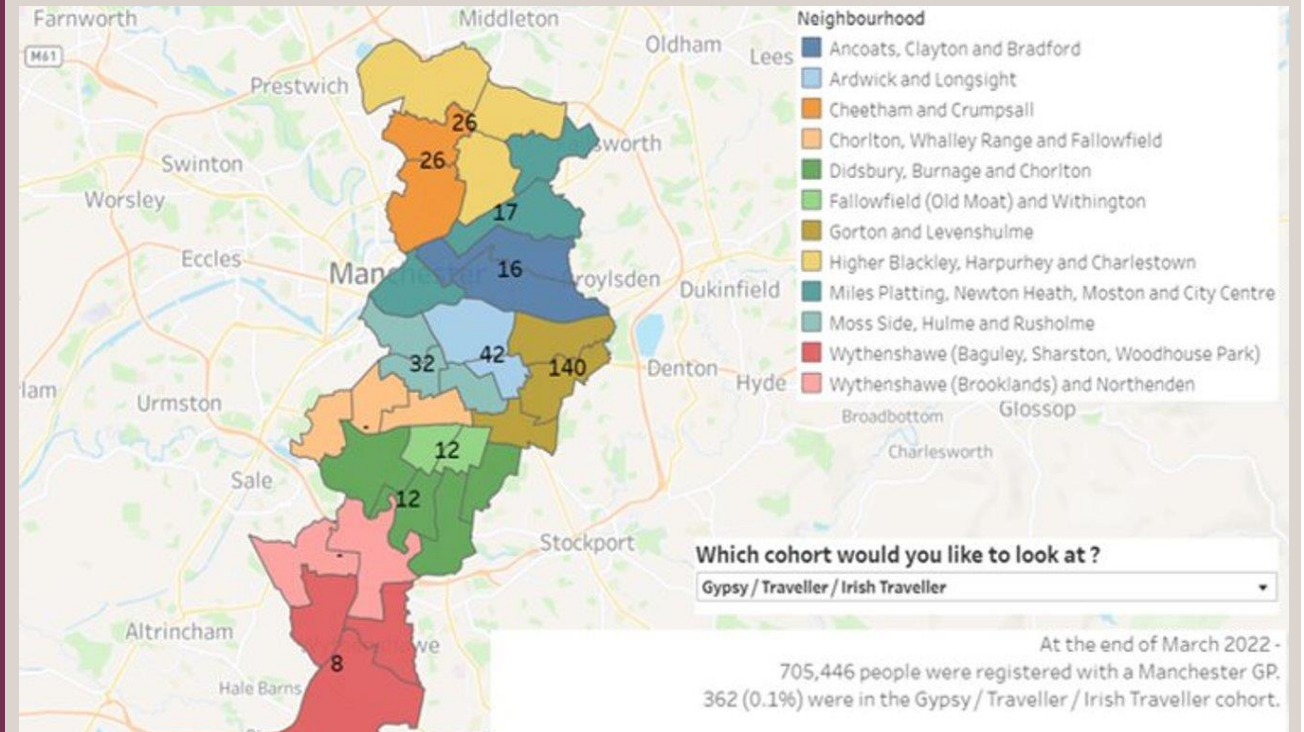 Farnworth
Middleton
M61
Oldham
Lees
Prestwich
Swinton
Worsley
Eccles
Manchester
Dukinfield
Denton
Hyde
Urmston
Broadbottom
Glossop
Charlesworth
Sale
Stockport
Altrincham
Hale Barns
26
26
17
16
32
42
140
-
12
12
-
8
Neighbourhood
Ancoats, Clayton and Bradford
Ardwick and Longsight
Cheetham and Crumpsall
Chorlton, Whalley Range and Fallowfield
Didsbury, Burnage and Chorlton
Fallowfield (Old Moat) and Withington
Gorton and Levenshulme
Higher Blackley, Harpurhey and Charlestown
Miles Platting, Newton Heath, Moston and City Centre
Moss Side, Hulme and Rusholme
Wythenshawe (Baguley, Sharston, Woodhouse Park)
Wythenshawe (Brooklands) and Northenden
Which cohort would you like to look at ?
Gypsy / Traveller / Irish Traveller
At the end of March 2022 -
705,446 people were registered with a Manchester GP.
362 (0.1%) were in the Gypsy / Traveller / Irish Traveller cohort.